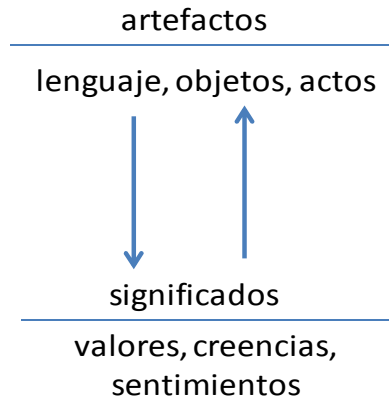 artefactos
lenguaje, objetos, actos
significados
valores, creencias,
sentimientos